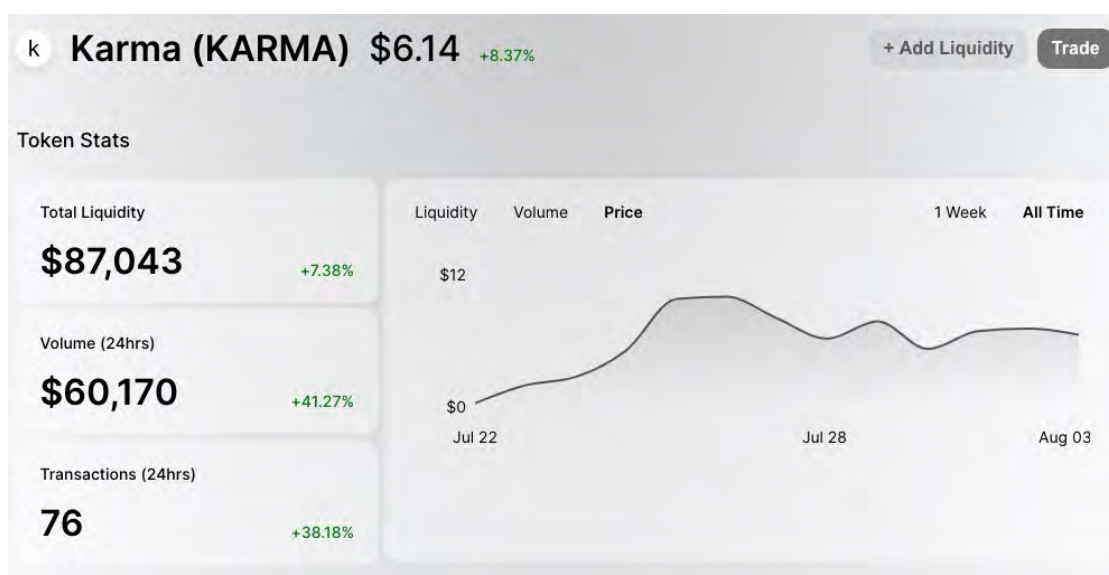 k Karma (KARMA) $6.14 +8.37% + Add Liquidity Trade
Token Stats
Total Liquidity
$87,043 +7.38%
Volume (24hrs)
$60,170 +41.27%
Transactions (24hrs)
76 +38.18%
Liquidity Volume Price 1 Week All Time
$12
$0
Jul 22 Jul 28 Aug 03